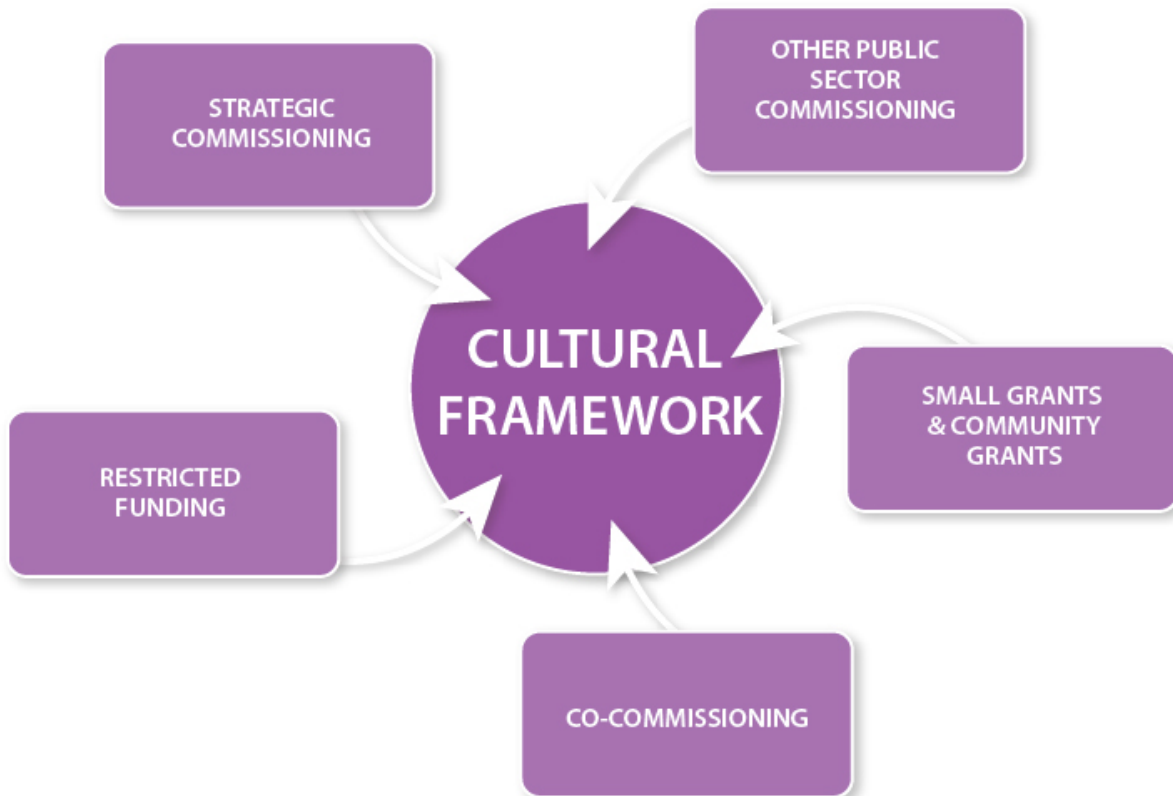 STRATEGIC
COMMISSIONING
OTHER PUBLIC
SECTOR
COMMISSIONING
CULTURAL
FRAMEWORK
SMALL GRANTS
& COMMUNITY
GRANTS
RESTRICTED
FUNDING
CO-COMMISSIONING